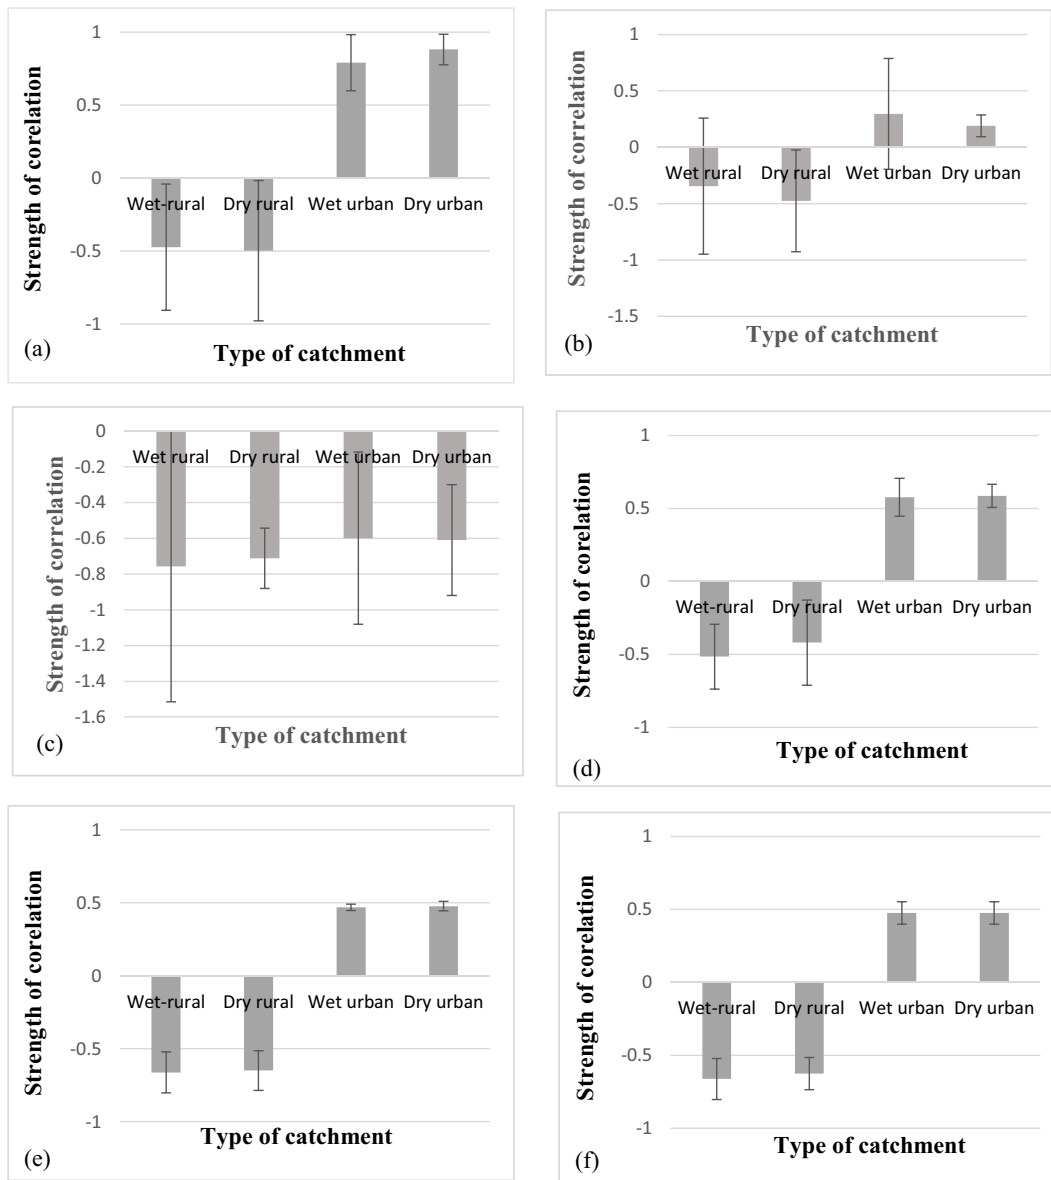 1
0.5
0
-0.5
-1
Strength of corelation
Wet-rural Dry rural Wet urban Dry urban
Type of catchment
(a)
1
0.5
0
-0.5
-1
-1.5
Strength of correlation
Wet rural Dry rural Wet urban Dry urban
Type of catchment
(b)
0
-0.2
-0.4
-0.6
-0.8
-1
-1.2
-1.4
-1.6
Strength of correlation
Wet rural Dry rural Wet urban Dry urban
Type of catchment
(c)
1
0.5
0
-0.5
-1
Strength of corelation
Wet-rural Dry rural Wet urban Dry urban
Type of catchment
(d)
1
0.5
0
-0.5
-1
Strength of corelation
Wet-rural Dry rural Wet urban Dry urban
Type of catchment
(e)
1
0.5
0
-0.5
-1
Strength of corelation
Wet-rural Dry rural Wet urban Dry urban
Type of catchment
(f)